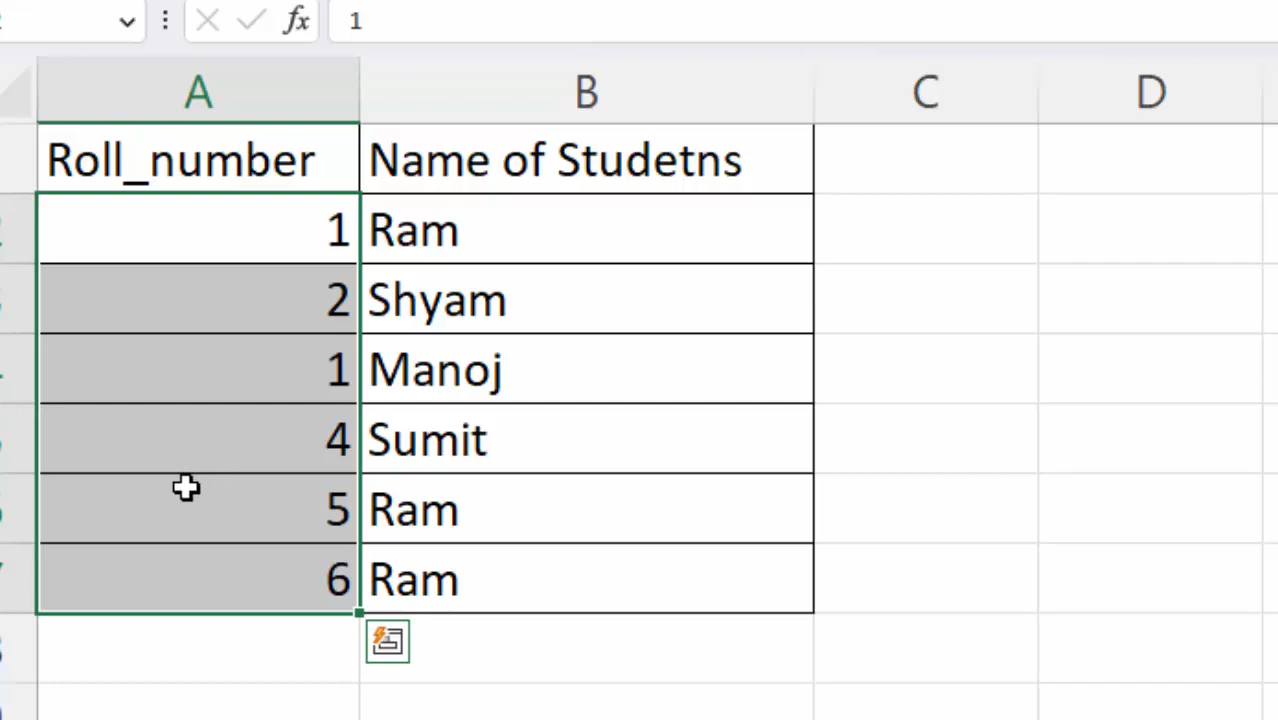 1
A B C D
Roll_number Name of Studetns
1 Ram
2 Shyam
1 Manoj
4 Sumit
5 Ram
6 Ram